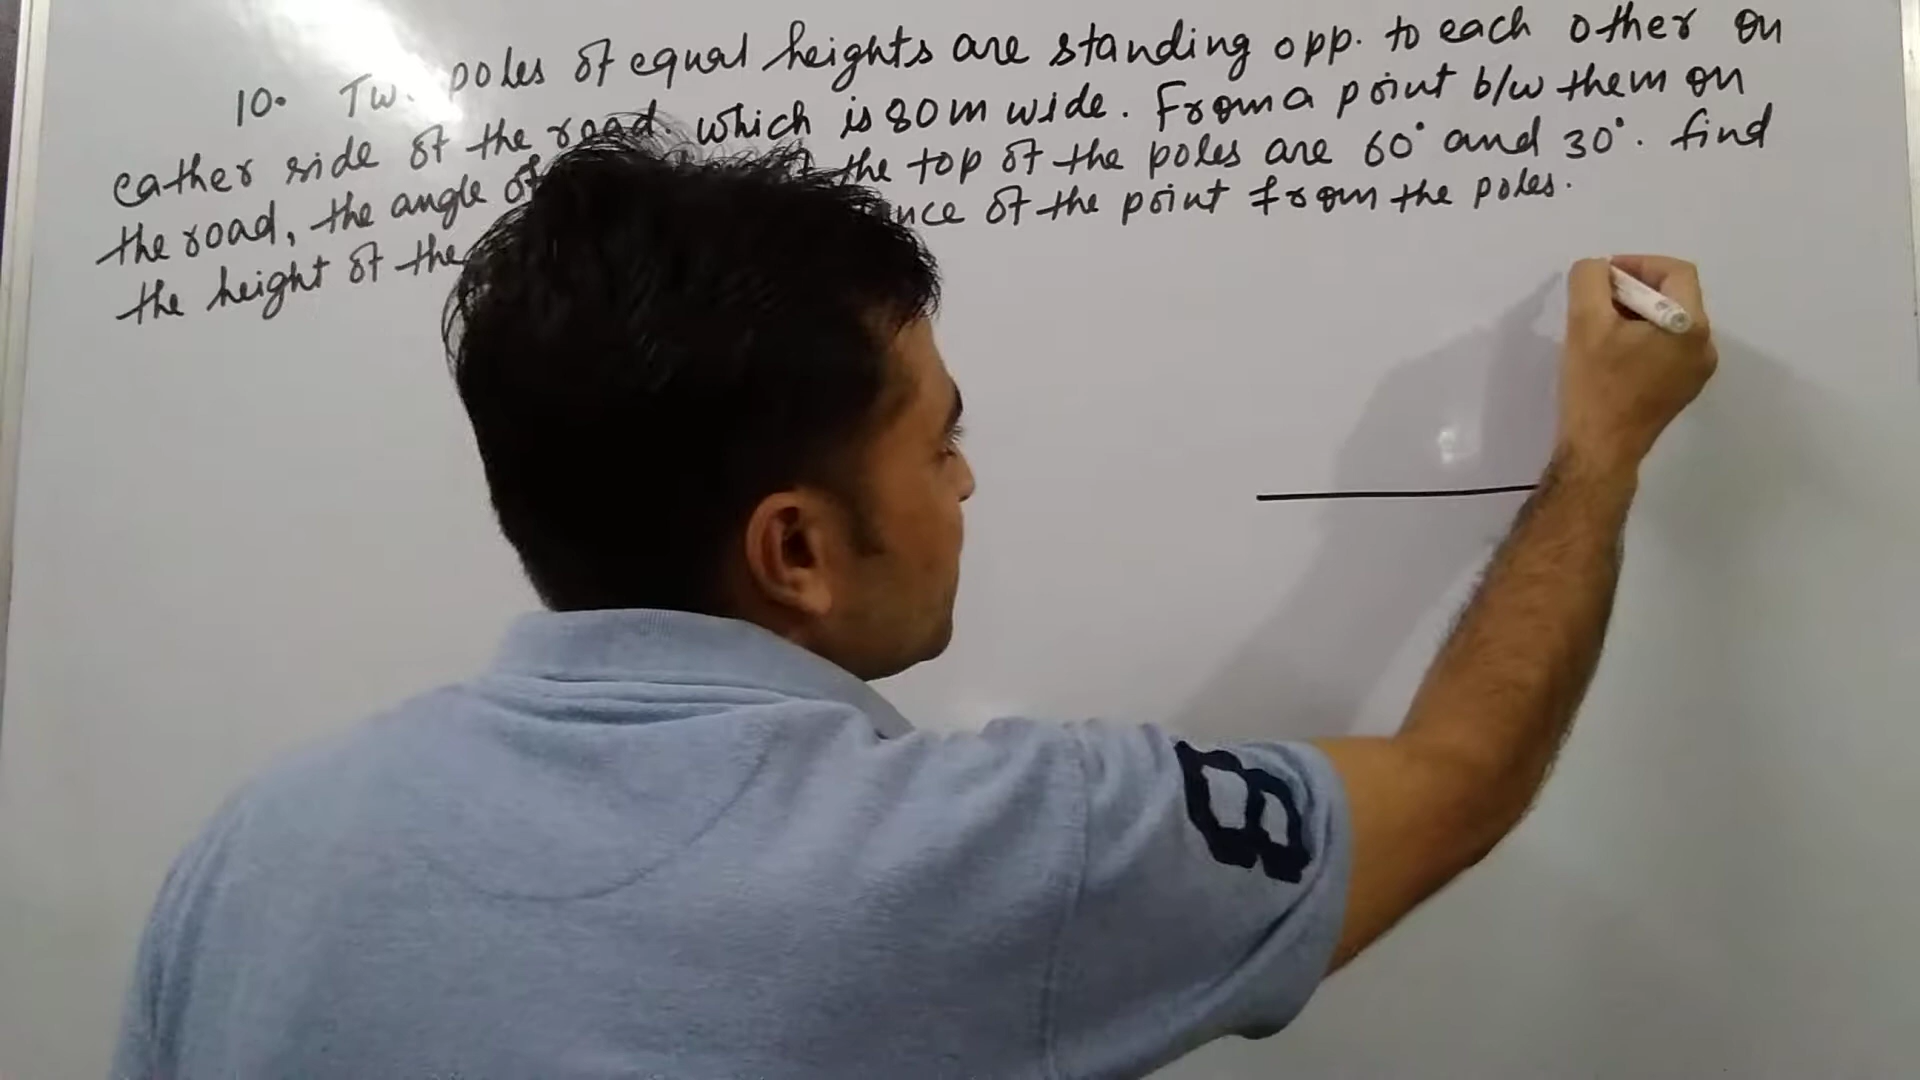 10. Tw. poles of equal heights are standing opp. to each other on
eather side of the road. which is 80m wide. From a point b/w them on
the road, the angle of the top of the poles are 60° and 30°. find
the height of the nce of the point from the poles.
8